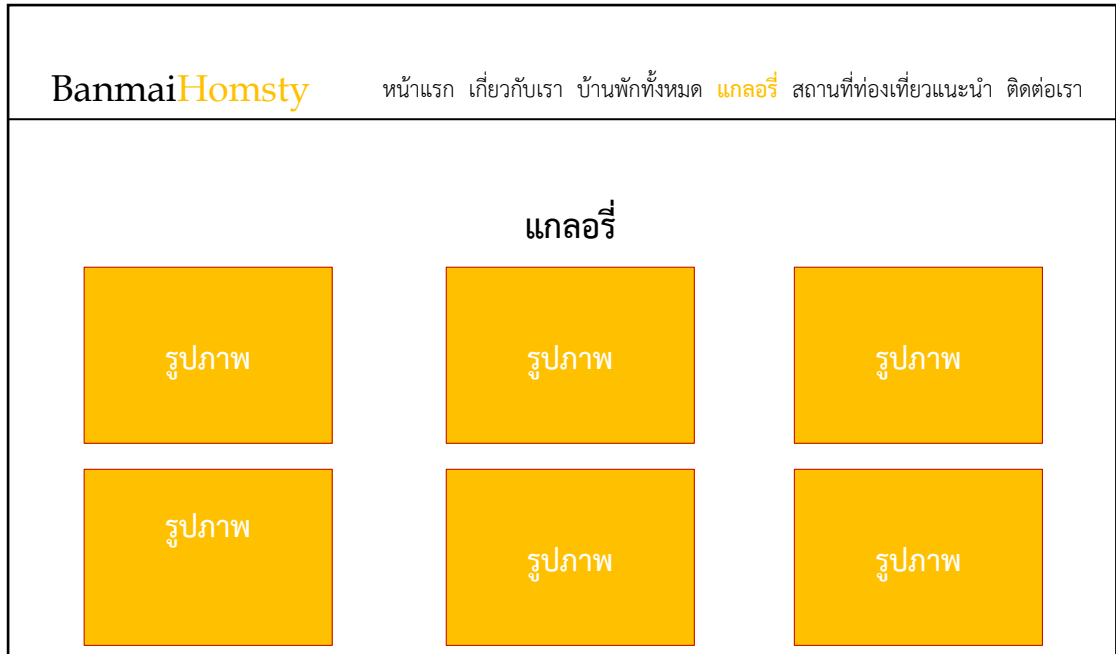 BanmaiHomsty หน้าแรก เกี่ยวกับเรา บ้านพักทั้งหมด แกลอรี่ สถานที่ท่องเที่ยวแนะนำ ติดต่อเรา
แกลอรี่
รูปภาพ รูปภาพ รูปภาพ
รูปภาพ รูปภาพ รูปภาพ